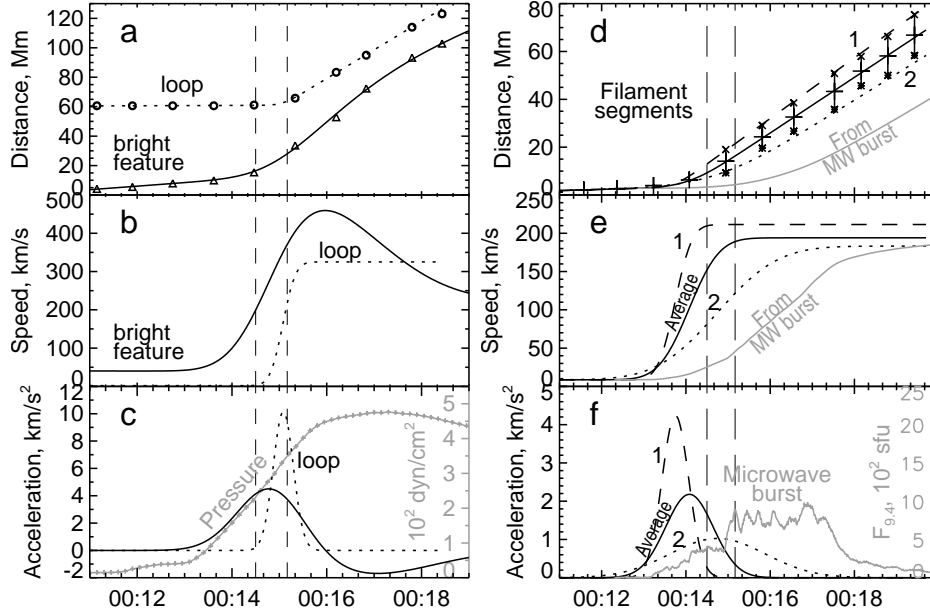 a
120
100
80
60
40
20
0
Distance, Mm
loop
bright
feature
b
500
400
300
200
100
0
Speed, km/s
loop
bright
feature
c
12
10
8
6
4
2
0
-2
Acceleration, km/s²
Pressure
loop
5
4
3
2
1
0
10² dyn/cm²
00:12
00:14
00:16
00:18
d
80
60
40
20
0
Distance, Mm
Filament
segments
1
2
From
MW burst
e
250
200
150
100
50
0
Speed, km/s
1
Average
2
From
MW burst
f
5
4
3
2
1
0
Acceleration, km/s²
1
Average
2
Microwave
burst
25
20
15
10
5
0
F9.4, 10² sfu
00:12
00:14
00:16
00:18